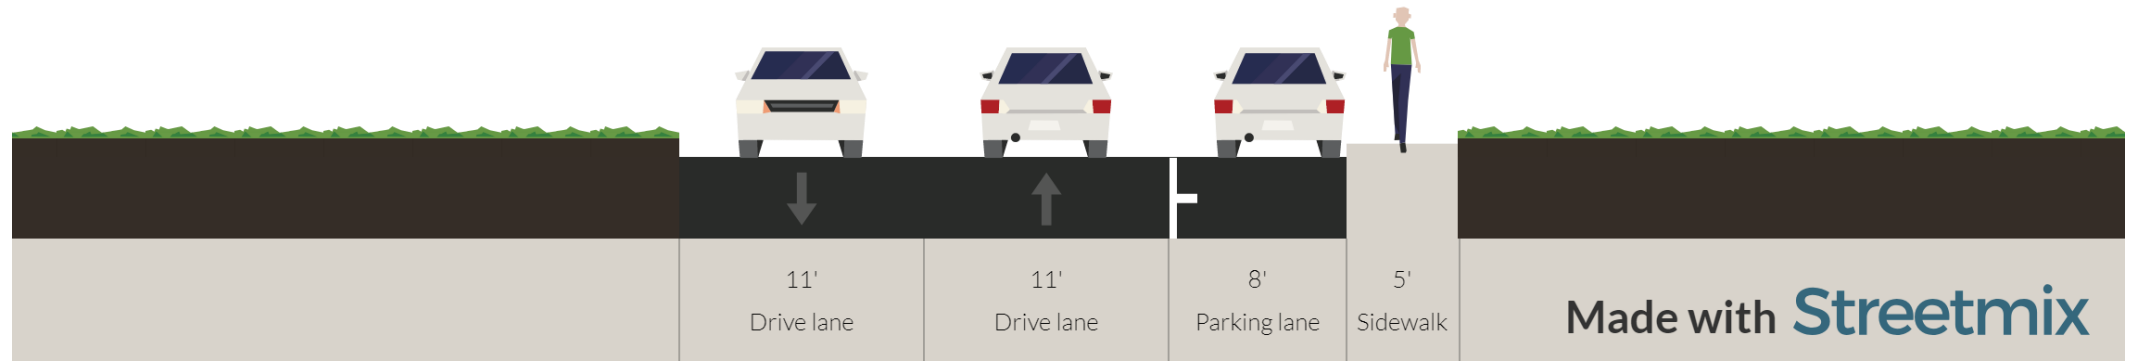 11'
Drive lane
11'
Drive lane
8'
Parking lane
5'
Sidewalk
Made with Streetmix